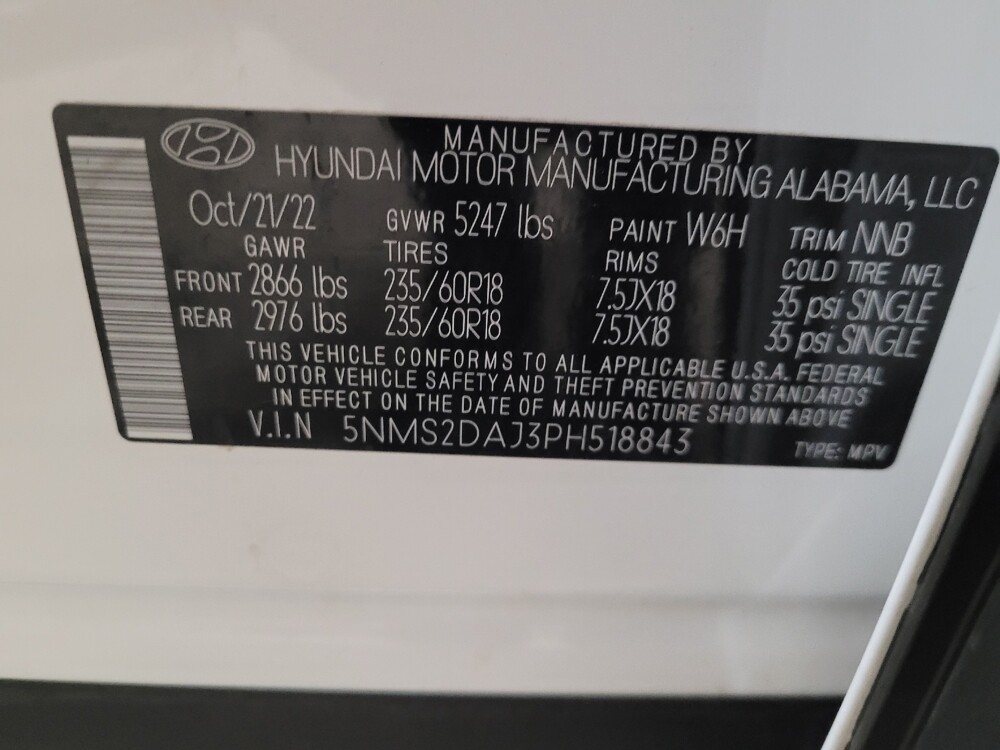 MANUFACTURED BY
HYUNDAI MOTOR MANUFACTURING ALABAMA, LLC
Oct/21/22 GVWR 5247 lbs PAINT W6H TRIM NNB
GAWR TIRES RIMS COLD TIRE INFL
FRONT 2866 lbs 235/60R18 7.5JX18 35 psi SINGLE
REAR 2976 lbs 235/60R18 7.5JX18 35 psi SINGLE
THIS VEHICLE CONFORMS TO ALL APPLICABLE U.S.A. FEDERAL
MOTOR VEHICLE SAFETY AND THEFT PREVENTION STANDARDS
IN EFFECT ON THE DATE OF MANUFACTURE SHOWN ABOVE
V.I.N 5NMS2DAJ3PH518843 TYPE: MPV